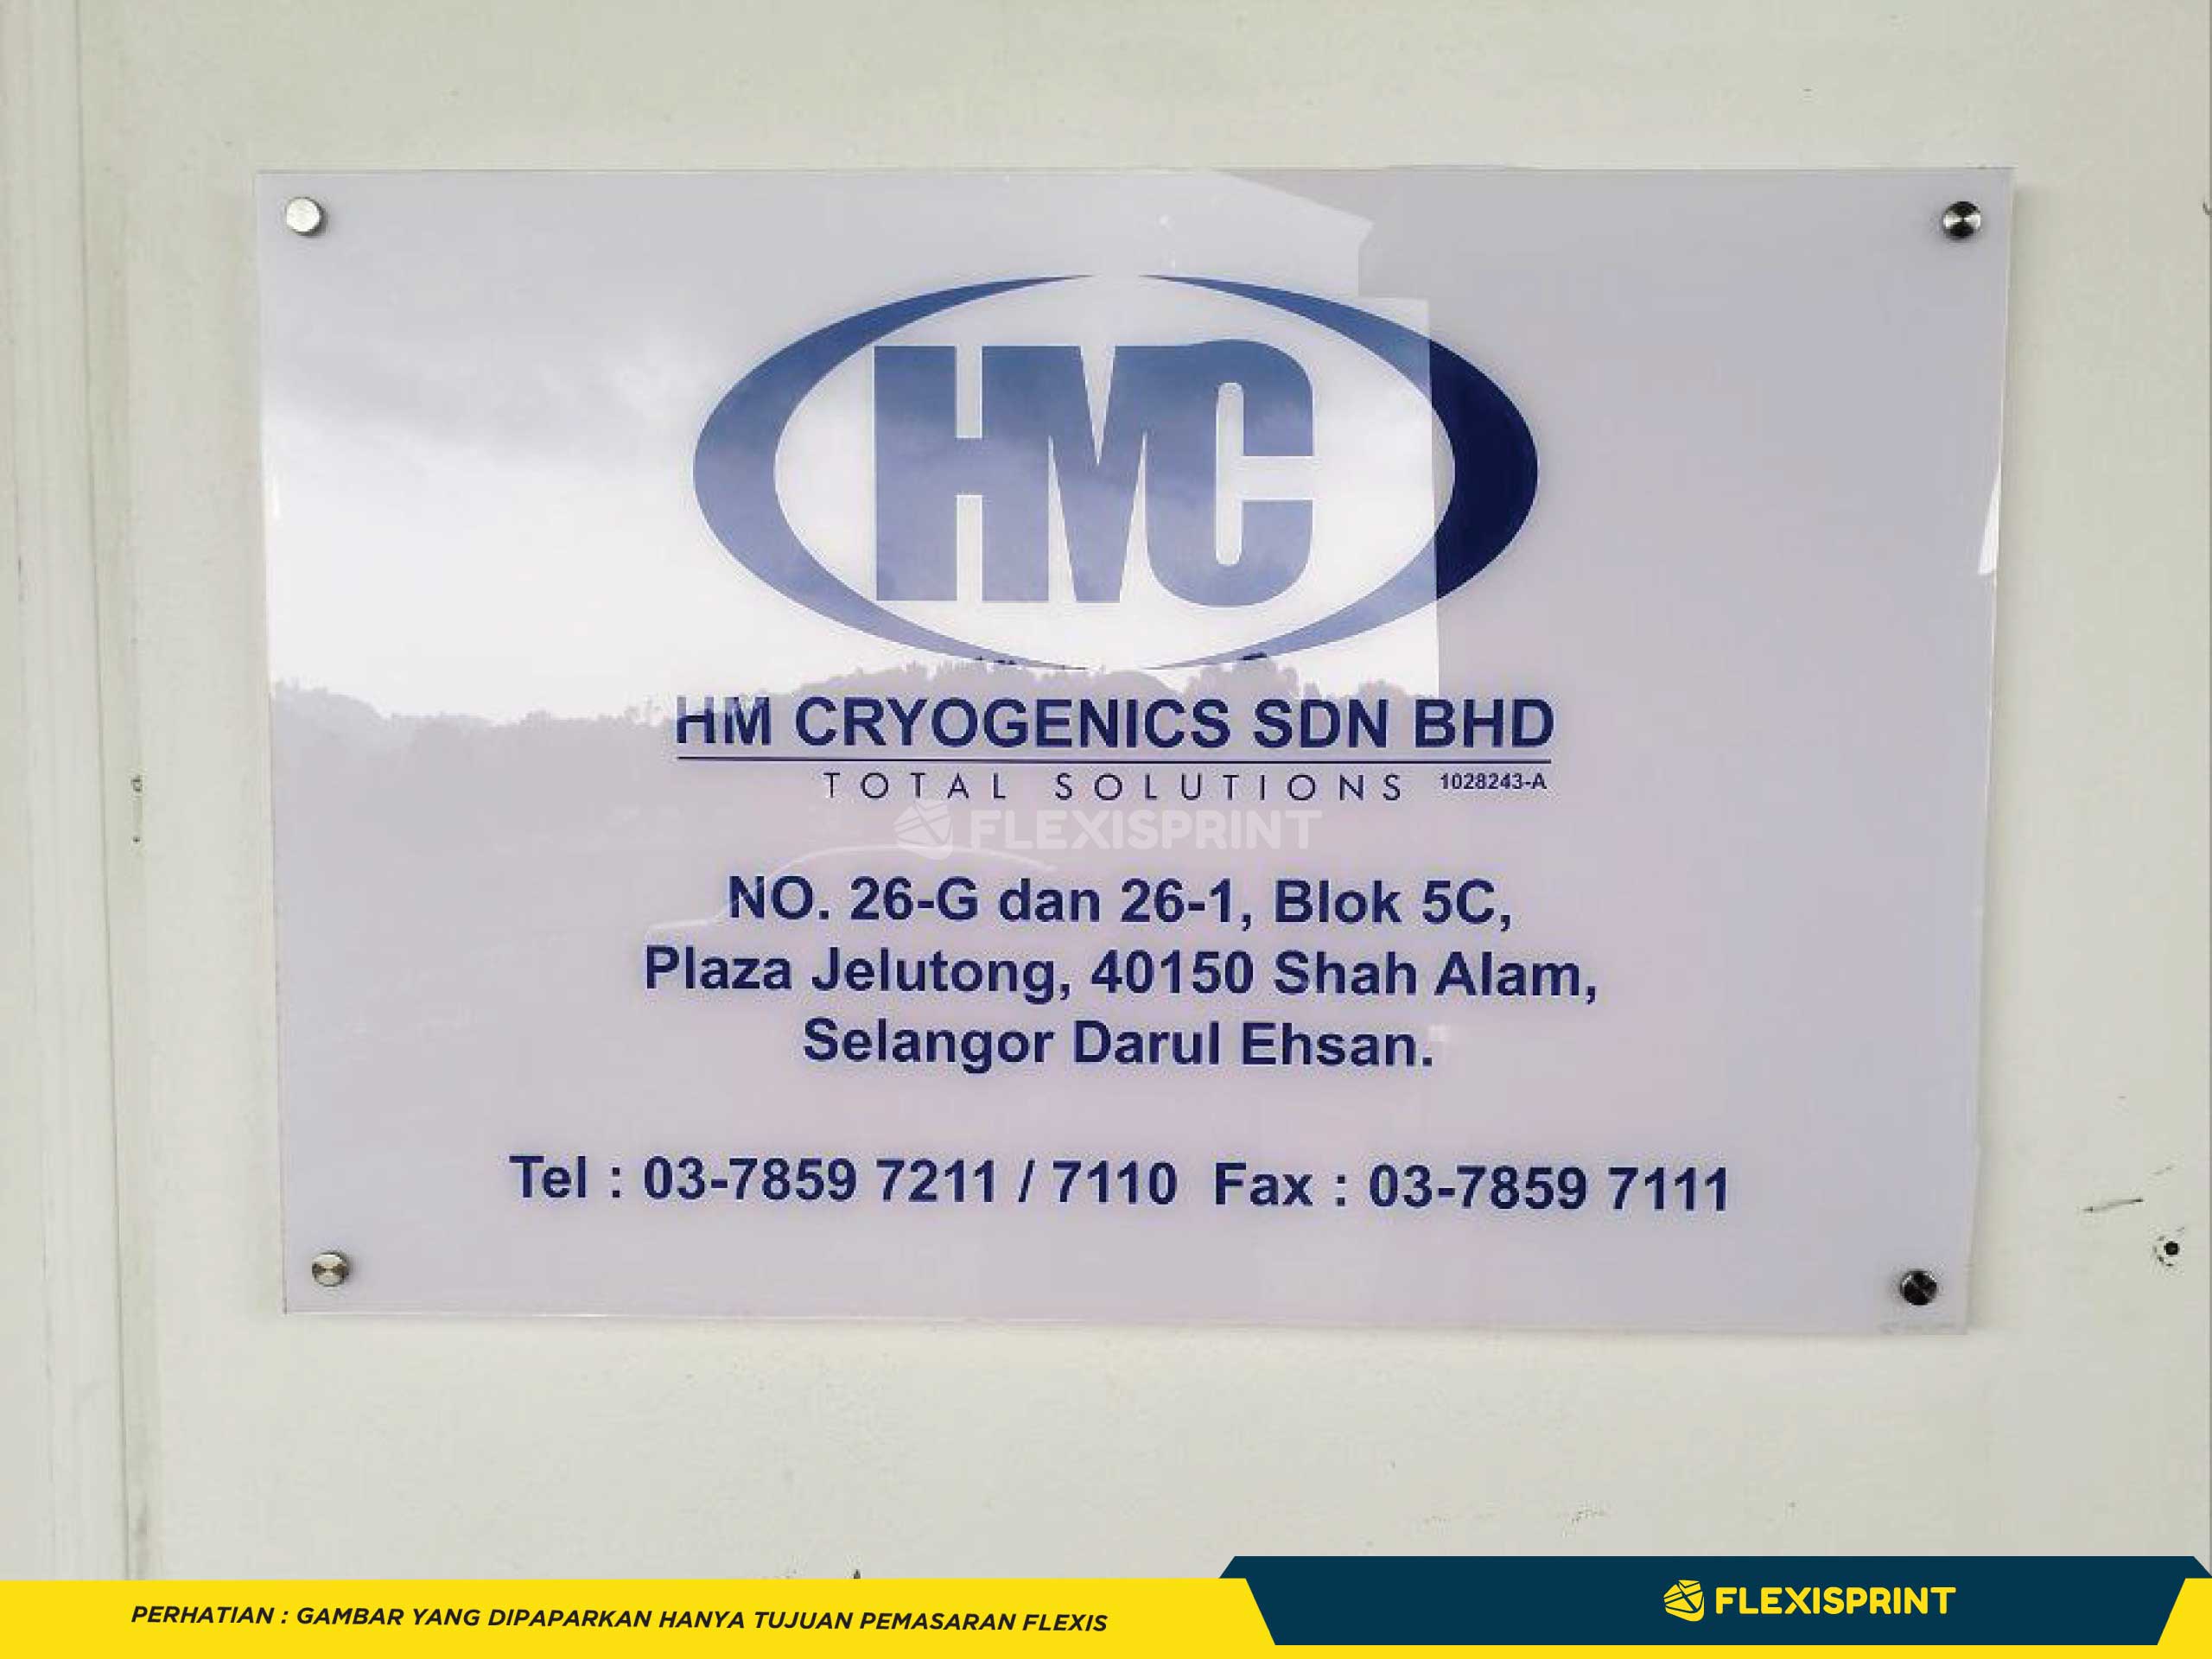 HMC
HM CRYOGENICS SDN BHD
TOTAL SOLUTIONS 1028243-A
FLEXISPRINT
NO. 26-G dan 26-1, Blok 5C,
Plaza Jelutong, 40150 Shah Alam,
Selangor Darul Ehsan.
Tel : 03-7859 7211 / 7110 Fax : 03-7859 7111
PERHATIAN : GAMBAR YANG DIPAPARKAN HANYA TUJUAN PEMASARAN FLEXIS
FLEXISPRINT